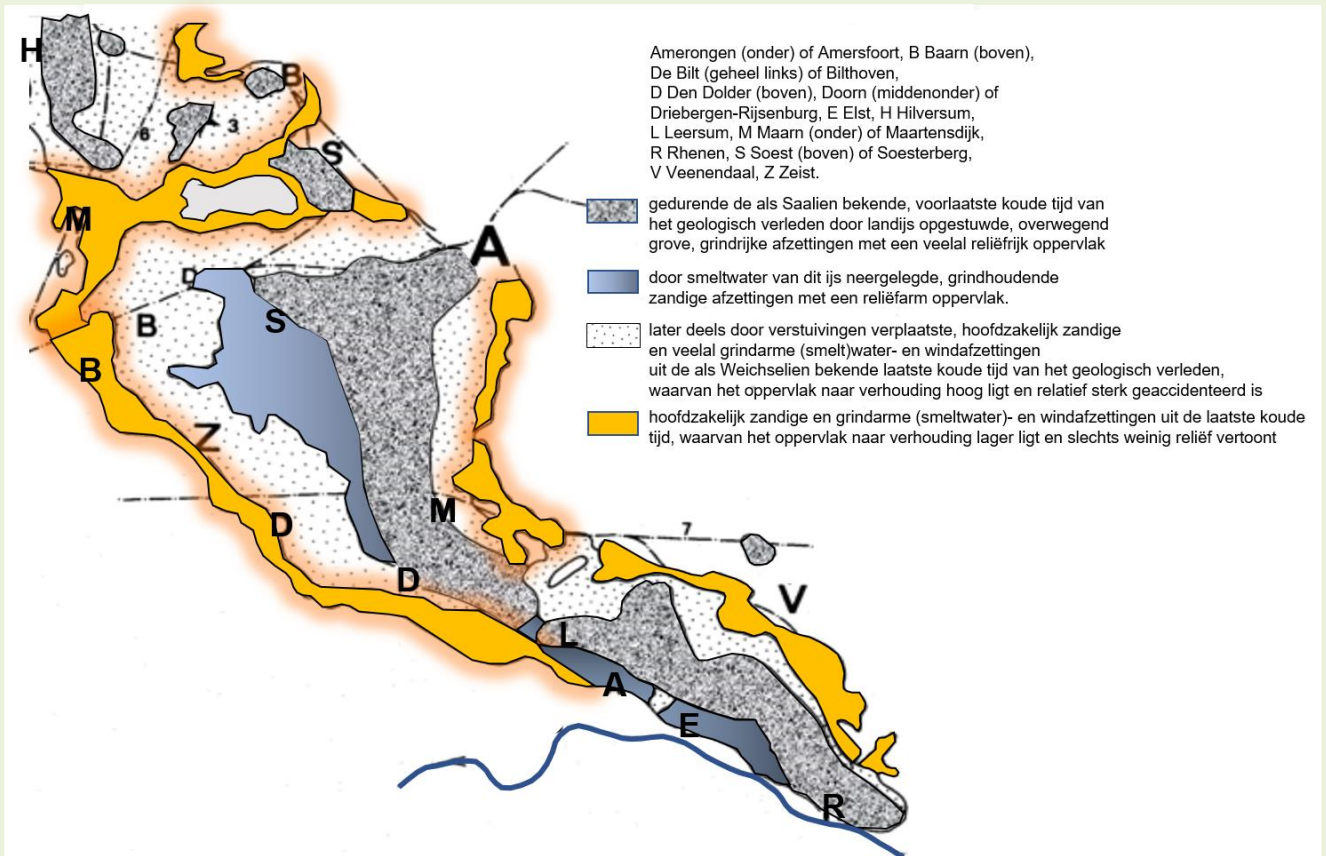 Amerongen (onder) of Amersfoort, B Baarn (boven),
De Bilt (geheel links) of Bilthoven,
D Den Dolder (boven), Doorn (middenonder) of
Driebergen-Rijsenburg, E Elst, H Hilversum,
L Leersum, M Maarn (onder) of Maartensdijk,
R Rhenen, S Soest (boven) of Soesterberg,
V Veenendaal, Z Zeist.
gedurende de als Saalien bekende, voorlaatste koude tijd van
het geologisch verleden door landijs opgestuwde, overwegend
grove, grindrijke afzettingen met een veelal reliëfrijk oppervlak
door smeltwater van dit ijs neergelegde, grindhoudende
zandige afzettingen met een reliëfarm oppervlak.
later deels door verstuivingen verplaatste, hoofdzakelijk zandige
en veelal grindarme (smelt)water- en windafzettingen
uit de als Weichselien bekende laatste koude tijd van het geologisch verleden,
waarvan het oppervlak naar verhouding hoog ligt en relatief sterk geaccidenteerd is
hoofdzakelijk zandige en grindarme (smeltwater)- en windafzettingen uit de laatste koude
tijd, waarvan het oppervlak naar verhouding lager ligt en slechts weinig reliëf vertoont
H
B
6
3
S
M
A
D
B
S
B
Z
D
M
7
D
V
L
A
E
R